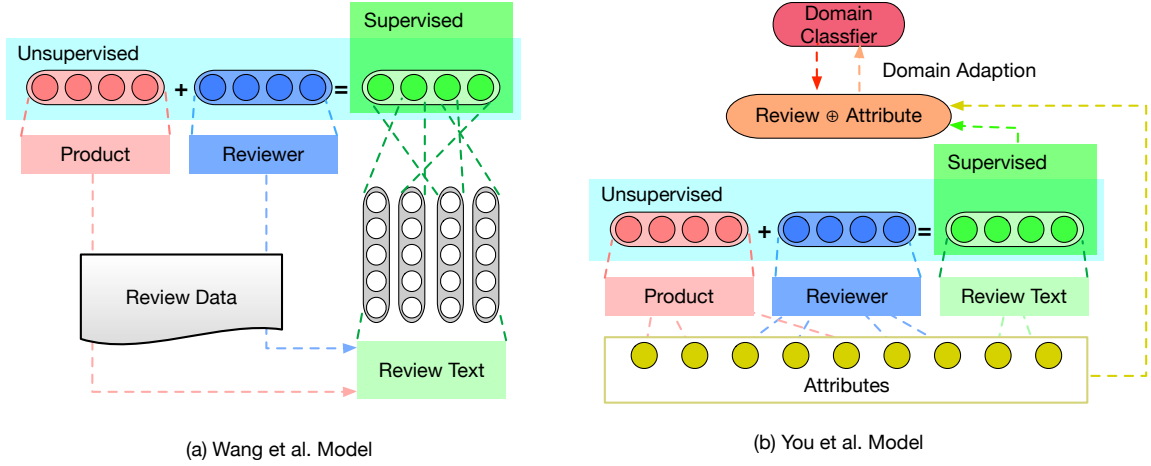 Supervised
Unsupervised
+
=
Product
Reviewer
Review Data
Review Text
(a) Wang et al. Model
Domain
Classfier
Domain Adaption
Review ⊕ Attribute
Supervised
Unsupervised
+
=
Product
Reviewer
Review Text
Attributes
(b) You et al. Model